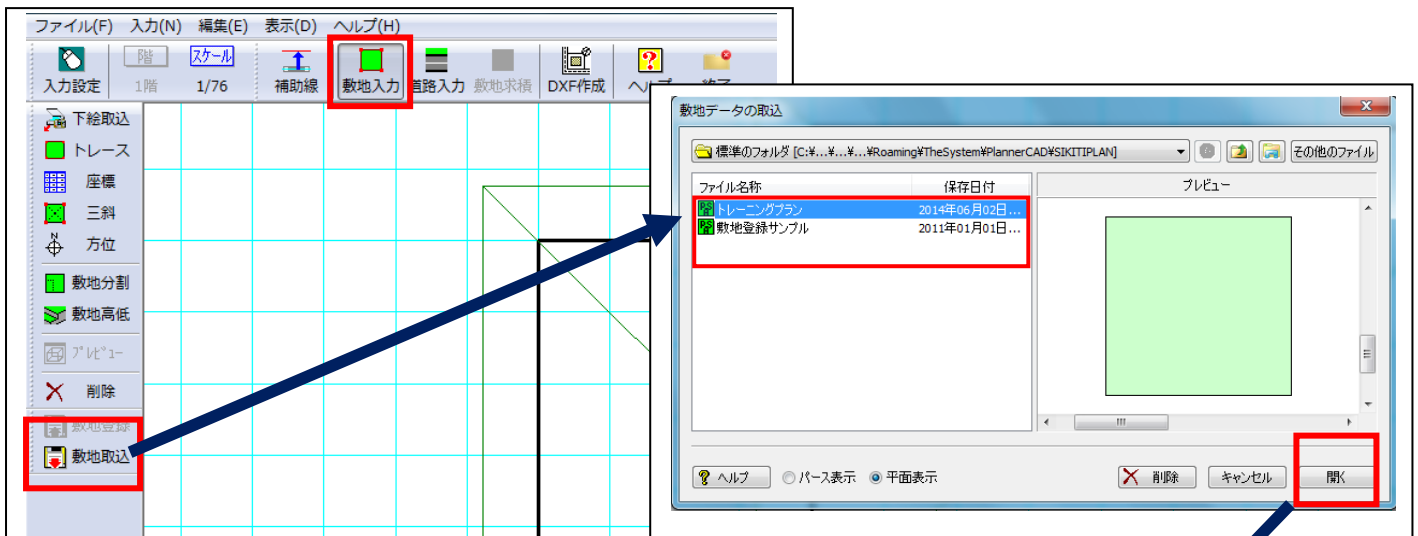 ファイル(F) 入力(N) 編集(E) 表示(D) ヘルプ(H)
入力設定 階 1階 スケール 1/76 補助線 敷地入力 道路入力 敷地求積 DXF作成 ヘルプ
下絵取込
トレース
座標
三斜
方位
敷地分割
敷地高低
プレビュー
削除
敷地登録
敷地取込
敷地データの取込
標準のフォルダ [C:¥...¥...¥...¥Roaming¥TheSystem¥PlannerCAD¥SIKITIPLAN] その他のファイル
ファイル名称 保存日付 プレビュー
トレーニングプラン 2014年06月02日...
敷地登録サンプル 2011年01月01日...
ヘルプ パース表示 平面表示 削除 キャンセル 開く